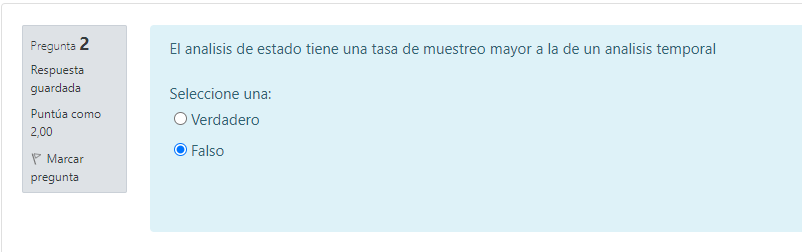 Pregunta 2
Respuesta
guardada
Puntúa como
2,00
Marcar
pregunta
El analisis de estado tiene una tasa de muestreo mayor a la de un analisis temporal
Seleccione una:
Verdadero
Falso